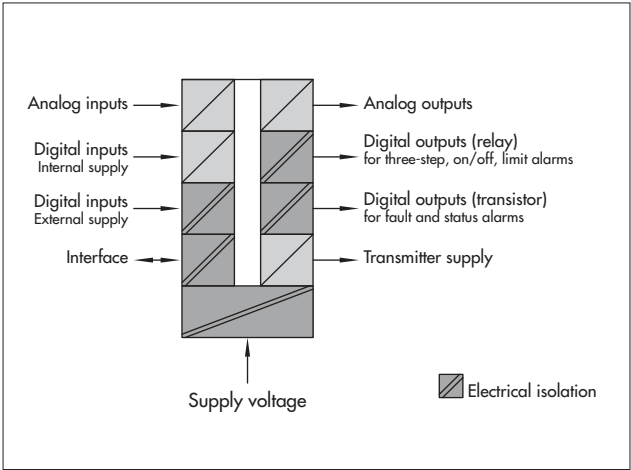 Analog inputs
Digital inputs
Internal supply
Digital inputs
External supply
Interface
Analog outputs
Digital outputs (relay)
for three-step, on/off, limit alarms
Digital outputs (transistor)
for fault and status alarms
Transmitter supply
Supply voltage
Electrical isolation